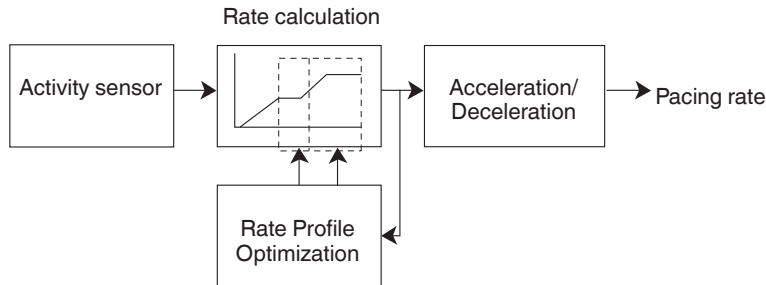 Rate calculation
Activity sensor
Acceleration/
Deceleration
Pacing rate
Rate Profile
Optimization